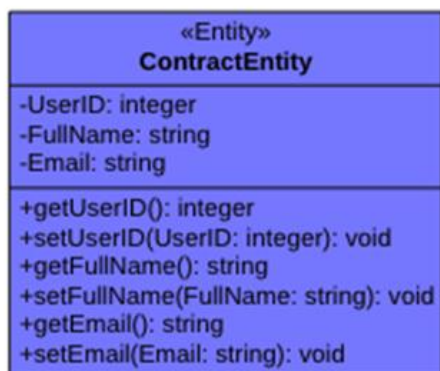 «Entity»
ContractEntity
-UserID: integer
-FullName: string
-Email: string
+getUserID(): integer
+setUserID(UserID: integer): void
+getFullName(): string
+setFullName(FullName: string): void
+getEmail(): string
+setEmail(Email: string): void